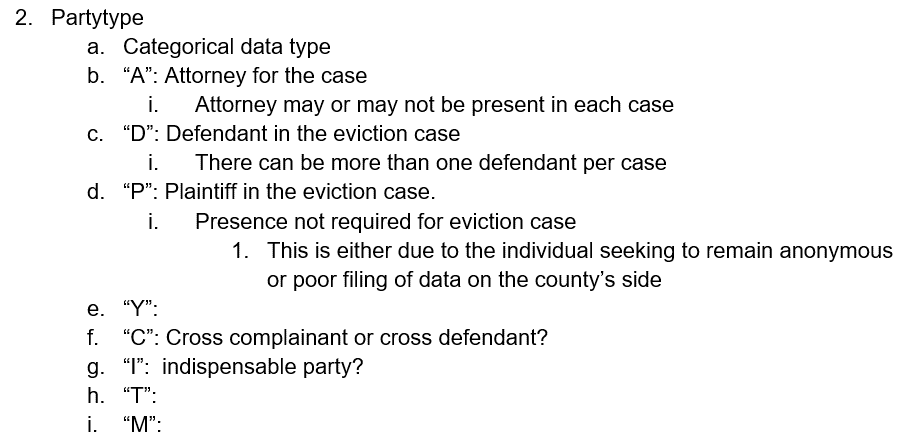 2. Partytype
a. Categorical data type
b. “A”: Attorney for the case
i. Attorney may or may not be present in each case
c. “D”: Defendant in the eviction case
i. There can be more than one defendant per case
d. “P”: Plaintiff in the eviction case.
i. Presence not required for eviction case
1. This is either due to the individual seeking to remain anonymous
or poor filing of data on the county’s side
e. “Y”:
f. “C”: Cross complainant or cross defendant?
g. “I”: indispensable party?
h. “T”:
i. “M”: